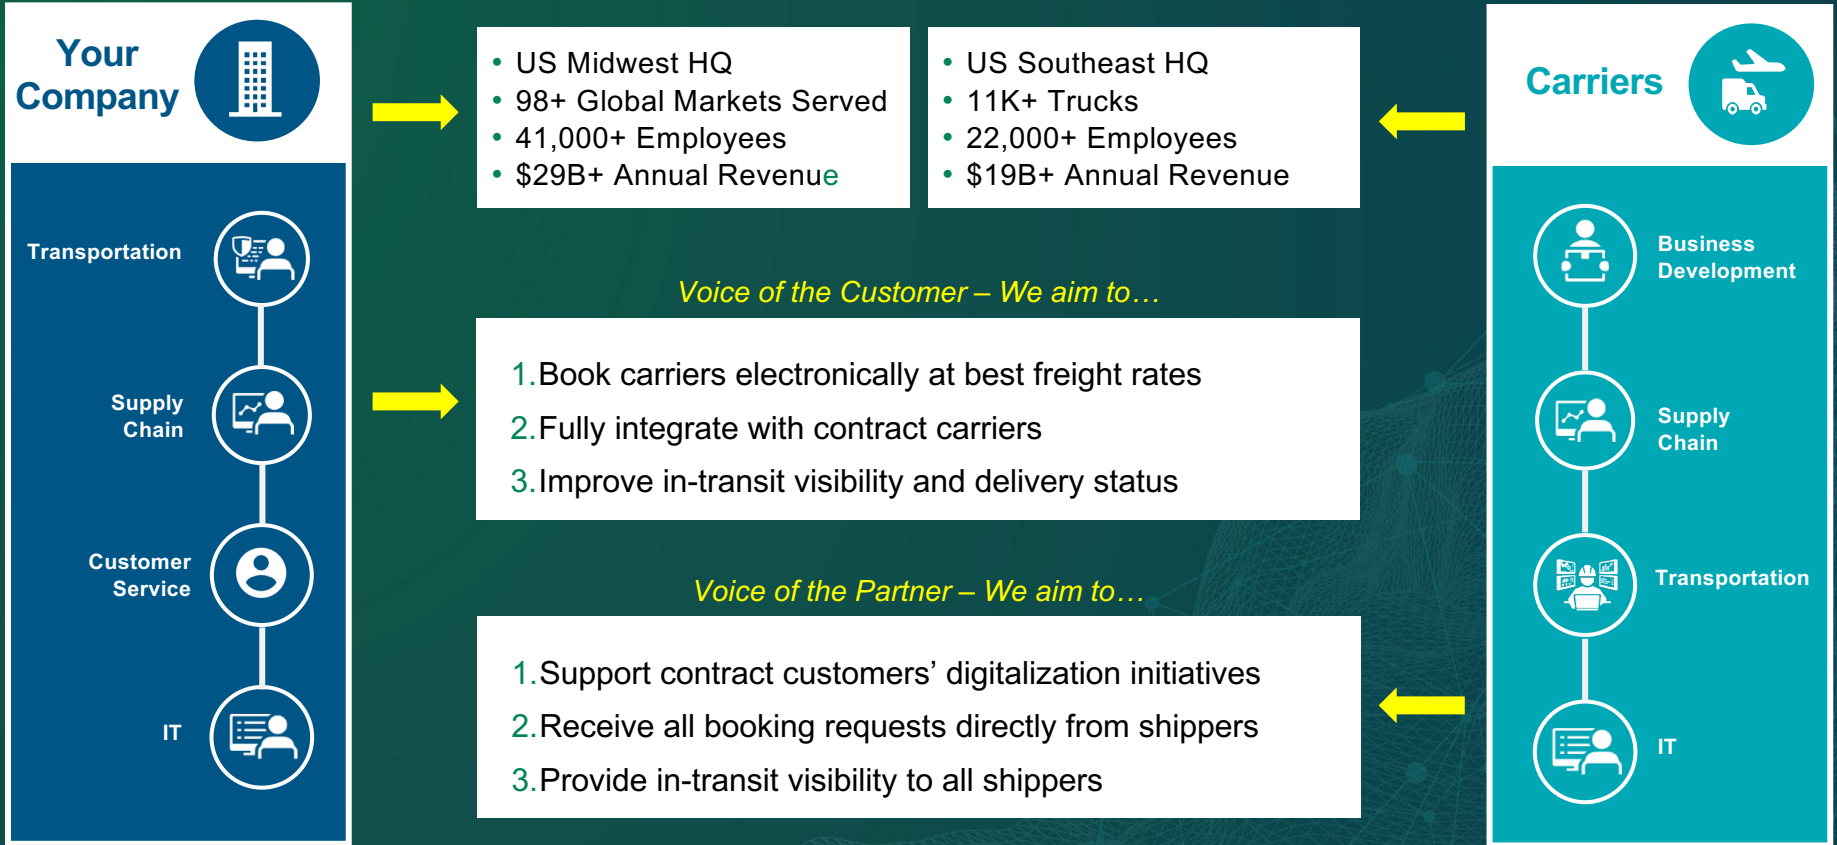 Your
Company
Transportation
Supply
Chain
Customer
Service
IT
• US Midwest HQ
• 98+ Global Markets Served
• 41,000+ Employees
• $29B+ Annual Revenue
• US Southeast HQ
• 11K+ Trucks
• 22,000+ Employees
• $19B+ Annual Revenue
Voice of the Customer – We aim to…
1.Book carriers electronically at best freight rates
2.Fully integrate with contract carriers
3.Improve in-transit visibility and delivery status
Voice of the Partner – We aim to…
1.Support contract customers’ digitalization initiatives
2.Receive all booking requests directly from shippers
3.Provide in-transit visibility to all shippers
Carriers
Business
Development
Supply
Chain
Transportation
IT